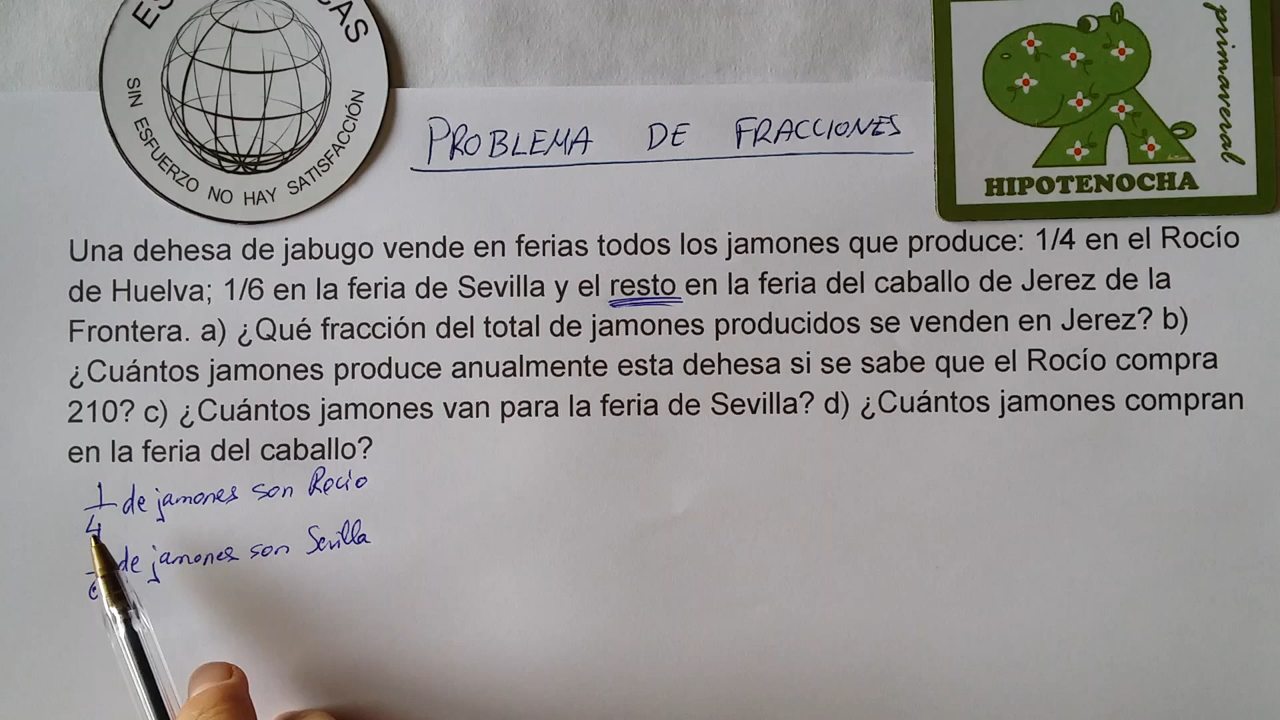 SIN ESFUERZO NO HAY SATISFACCIÓN
PROBLEMA DE FRACCIONES
primaveral
HIPOTENOCHA
Una dehesa de jabugo vende en ferias todos los jamones que produce: 1/4 en el Rocío
de Huelva; 1/6 en la feria de Sevilla y el resto en la feria del caballo de Jerez de la
Frontera. a) ¿Qué fracción del total de jamones producidos se venden en Jerez? b)
¿Cuántos jamones produce anualmente esta dehesa si se sabe que el Rocío compra
210? c) ¿Cuántos jamones van para la feria de Sevilla? d) ¿Cuántos jamones compran
en la feria del caballo?
1/4 de jamones son Rocio
de jamones son Sevilla